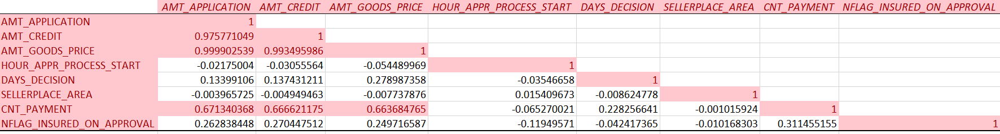 AMT_APPLICATION AMT_CREDIT AMT_GOODS_PRICE HOUR_APPR_PROCESS_START DAYS_DECISION SELLERPLACE_AREA CNT_PAYMENT NFLAG_INSURED_ON_APPROVAL
AMT_APPLICATION 1
AMT_CREDIT 0.975771049 1
AMT_GOODS_PRICE 0.999902539 0.993495986 1
HOUR_APPR_PROCESS_START -0.02175004 -0.03055564 -0.054489969 1
DAYS_DECISION 0.13399106 0.137431211 0.278987358 -0.03546658 1
SELLERPLACE_AREA -0.003965725 -0.004949463 -0.007737876 0.015409673 -0.008624778 1
CNT_PAYMENT 0.671340368 0.666621175 0.663684765 -0.065270021 0.228256641 -0.001015924 1
NFLAG_INSURED_ON_APPROVAL 0.262838448 0.270447512 0.249716587 -0.11949571 -0.042417365 -0.010168303 0.311455155 1